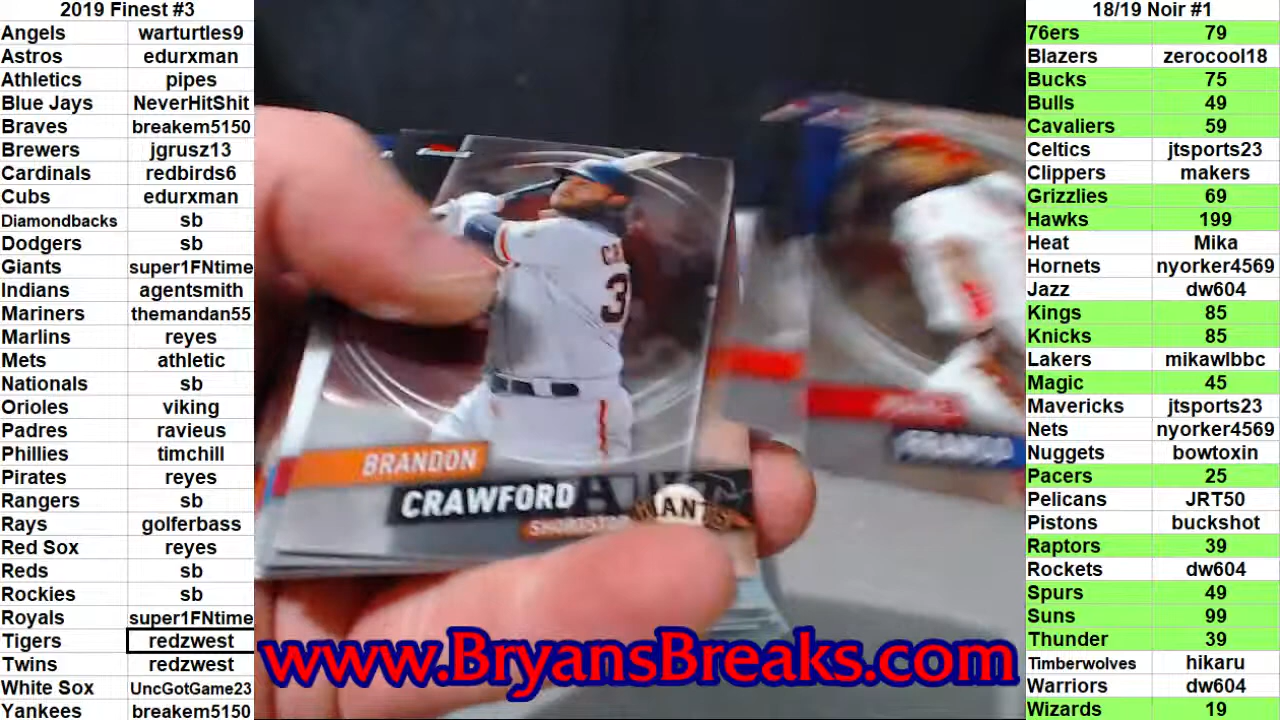 2019 Finest #3
Angels warturtles9
Astros edurxman
Athletics pipes
Blue Jays NeverHitShit
Braves breakem5150
Brewers jgrusz13
Cardinals redbirds6
Cubs edurxman
Diamondbacks sb
Dodgers sb
Giants super1FNtime
Indians agentsmith
Mariners themandan55
Marlins reyes
Mets athletic
Nationals sb
Orioles viking
Padres ravieus
Phillies timchill
Pirates reyes
Rangers sb
Rays golferbass
Red Sox reyes
Reds sb
Rockies sb
Royals super1FNtime
Tigers redzwest
Twins redzwest
White Sox UncGotGame23
Yankees breakem5150
3
BRANDON
CRAWFORD
SHORTSTOP
GIANTS
FRANCO
www.BryansBreaks.com
18/19 Noir #1
76ers 79
Blazers zerocool18
Bucks 75
Bulls 49
Cavaliers 59
Celtics jtsports23
Clippers makers
Grizzlies 69
Hawks 199
Heat Mika
Hornets nyorker4569
Jazz dw604
Kings 85
Knicks 85
Lakers mikawlbbc
Magic 45
Mavericks jtsports23
Nets nyorker4569
Nuggets bowtoxin
Pacers 25
Pelicans JRT50
Pistons buckshot
Raptors 39
Rockets dw604
Spurs 49
Suns 99
Thunder 39
Timberwolves hikaru
Warriors dw604
Wizards 19